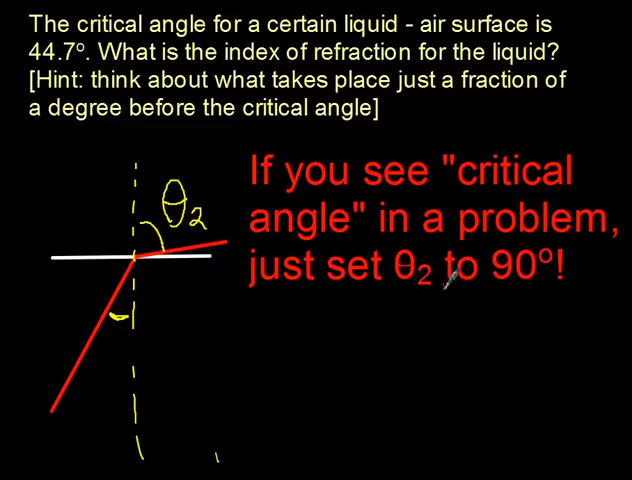 The critical angle for a certain liquid - air surface is
44.7º. What is the index of refraction for the liquid?
[Hint: think about what takes place just a fraction of
a degree before the critical angle]
If you see "critical
angle" in a problem,
just set θ₂ to 90º!
θ₂